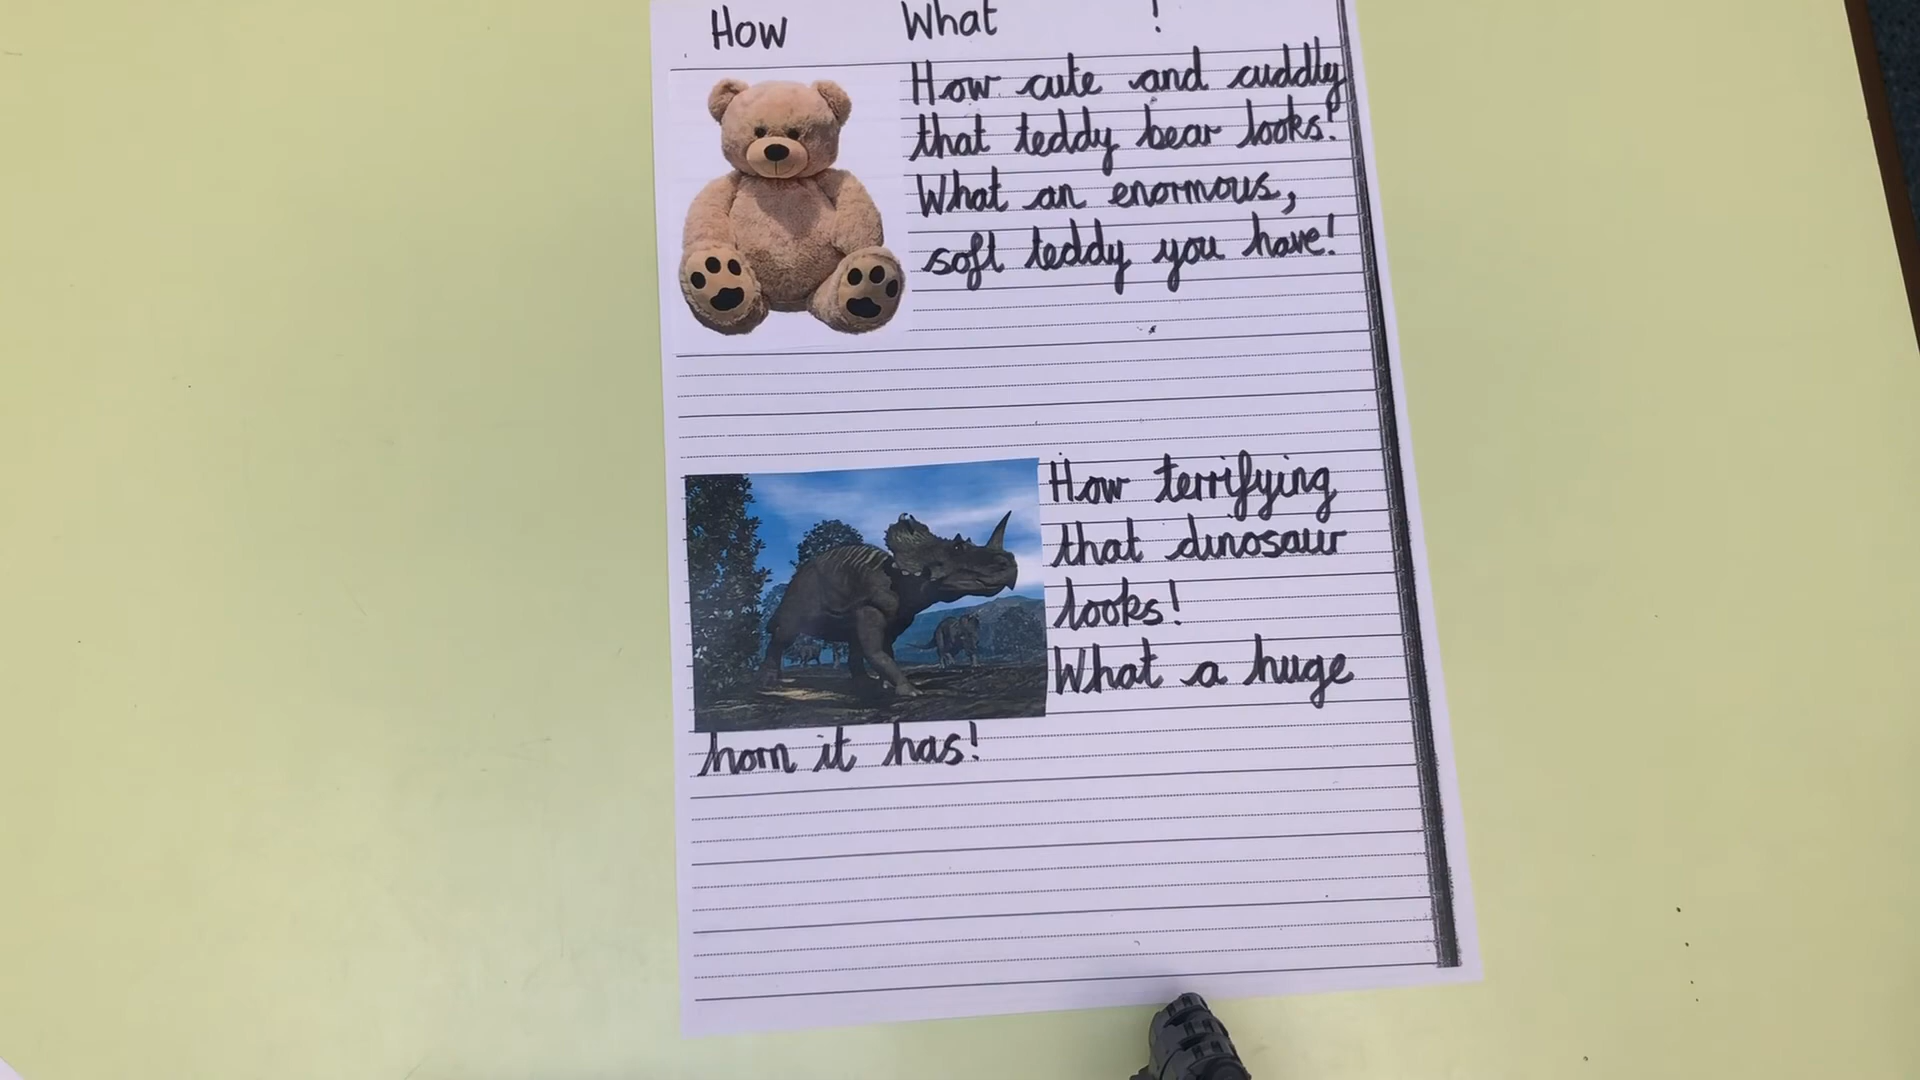 How What !
How cute and cuddly
that teddy bear looks!
What an enormous,
soft teddy you have!
How terrifying
that dinosaur
looks!
What a huge
horn it has!